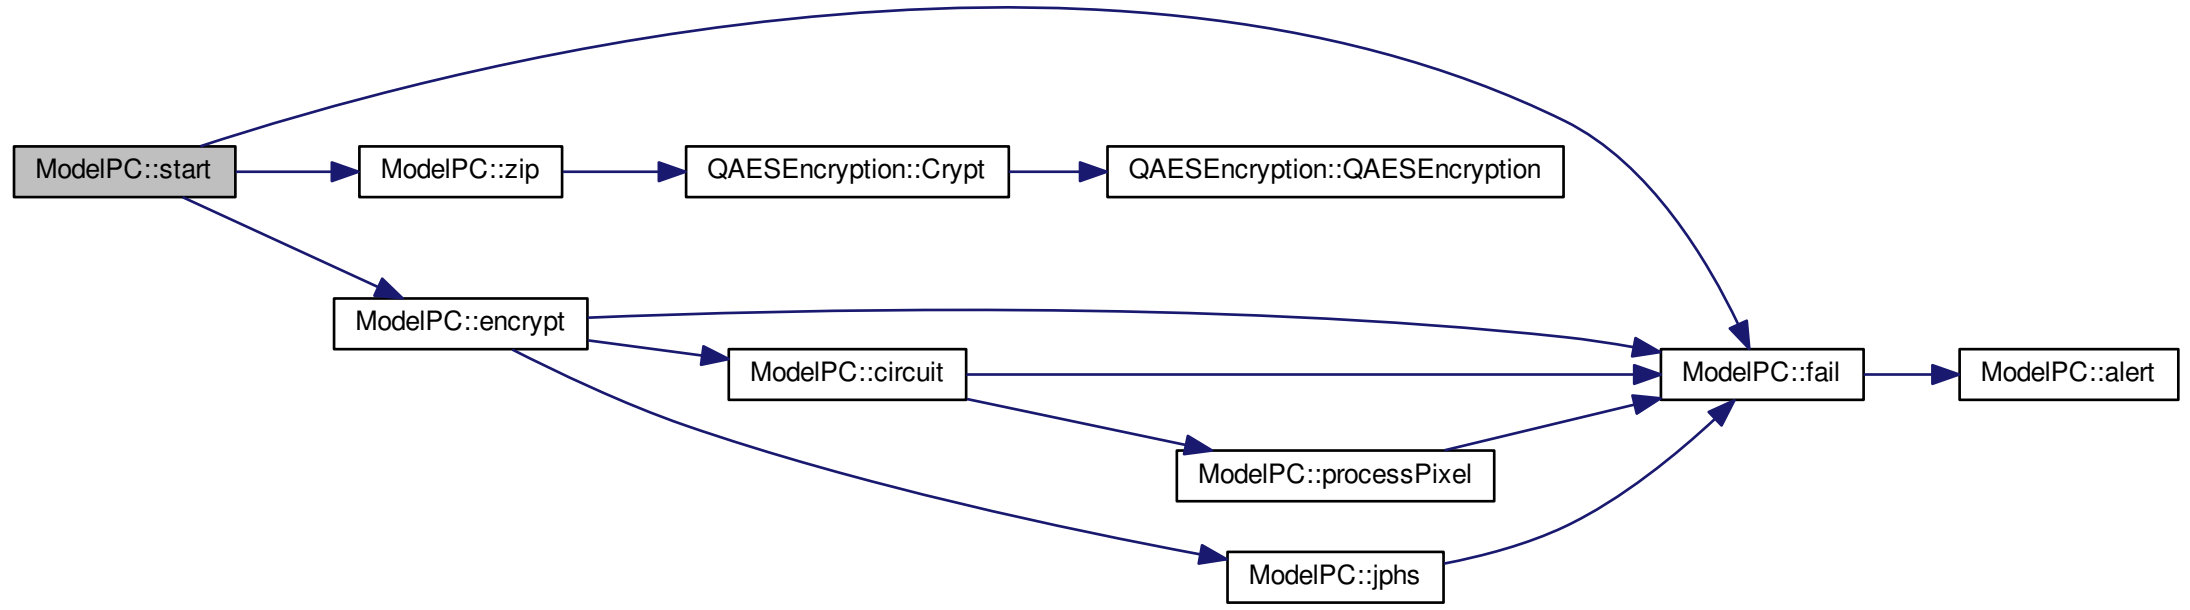 ModelPC::start
ModelPC::zip
QAESEncryption::Crypt
QAESEncryption::QAESEncryption
ModelPC::encrypt
ModelPC::circuit
ModelPC::fail
ModelPC::alert
ModelPC::processPixel
ModelPC::jphs